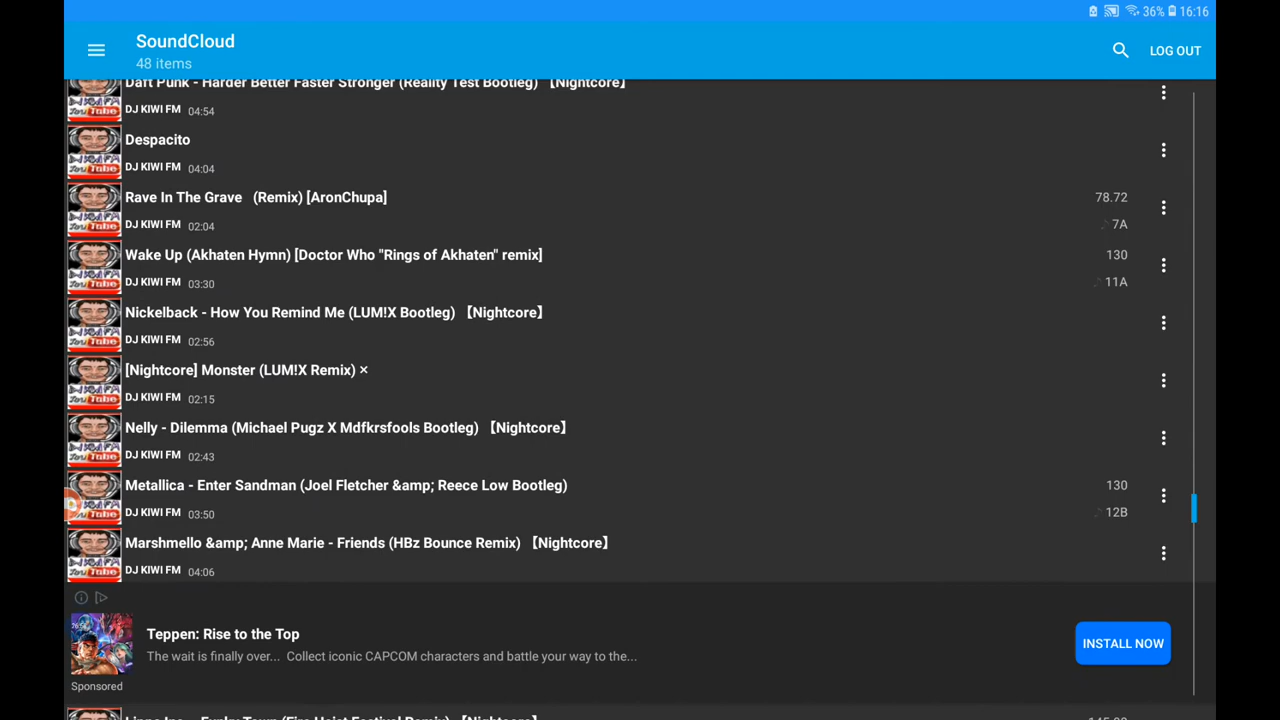 36% 16:16
SoundCloud
48 items
LOG OUT
Daft Punk - Harder Better Faster Stronger (Reality Test Bootleg) 【Nightcore】
DJ KIWI FM 04:54
Despacito
DJ KIWI FM 04:04
Rave In The Grave (Remix) [AronChupa] 78.72
DJ KIWI FM 02:04 7A
Wake Up (Akhaten Hymn) [Doctor Who "Rings of Akhaten" remix] 130
DJ KIWI FM 03:30 11A
Nickelback - How You Remind Me (LUM!X Bootleg) 【Nightcore】
DJ KIWI FM 02:56
[Nightcore] Monster (LUM!X Remix) ×
DJ KIWI FM 02:15
Nelly - Dilemma (Michael Pugz X Mdfkrsfools Bootleg) 【Nightcore】
DJ KIWI FM 02:43
Metallica - Enter Sandman (Joel Fletcher &amp; Reece Low Bootleg) 130
DJ KIWI FM 03:50 12B
Marshmello &amp; Anne Marie - Friends (HBz Bounce Remix) 【Nightcore】
DJ KIWI FM 04:06
Teppen: Rise to the Top
The wait is finally over... Collect iconic CAPCOM characters and battle your way to the...
INSTALL NOW
Sponsored
Funky Town (Fire Heist Festival Remix) 【Nightcore】